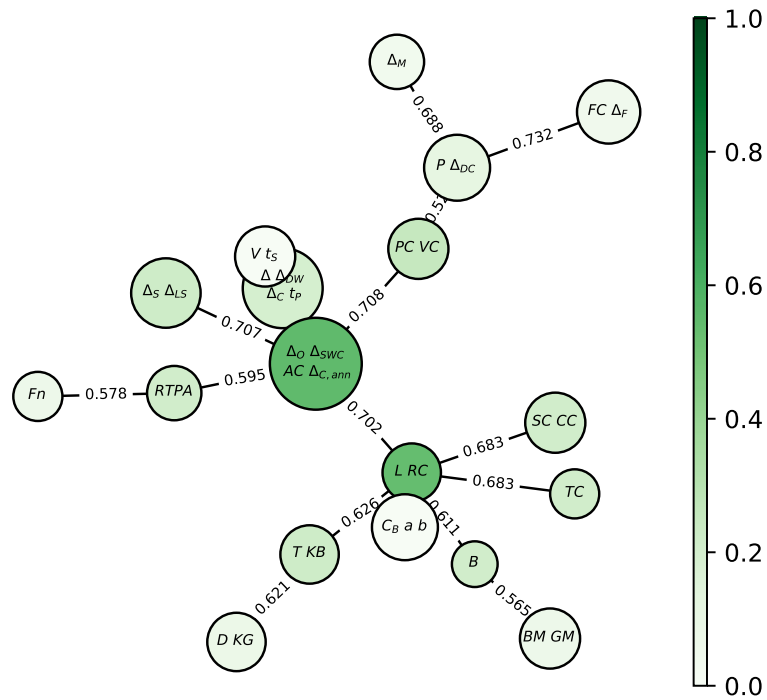 Δ_M
FC Δ_F
0.688
0.732
P Δ_DC
PC VC
0.708
V t_S
Δ Δ_DW
Δ_C t_P
Δ_S Δ_LS
0.707
Δ_O Δ_SWC
AC Δ_C,ann
Fn
0.578
RTPA
0.595
0.702
L RC
0.683
SC CC
0.683
TC
0.626
C_B a b
0.611
T KB
B
0.621
0.565
D KG
BM GM
1.0
0.8
0.6
0.4
0.2
0.0